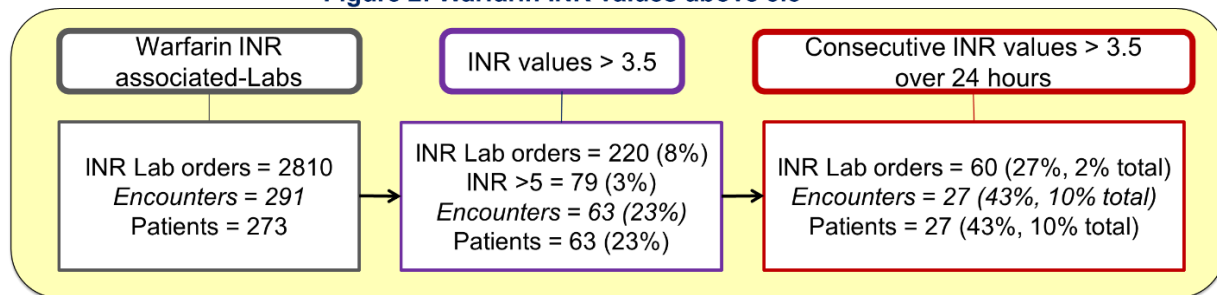 Warfarin INR
associated-Labs
INR Lab orders = 2810
Encounters = 291
Patients = 273
INR values > 3.5
INR Lab orders = 220 (8%)
INR >5 = 79 (3%)
Encounters = 63 (23%)
Patients = 63 (23%)
Consecutive INR values > 3.5
over 24 hours
INR Lab orders = 60 (27%, 2% total)
Encounters = 27 (43%, 10% total)
Patients = 27 (43%, 10% total)